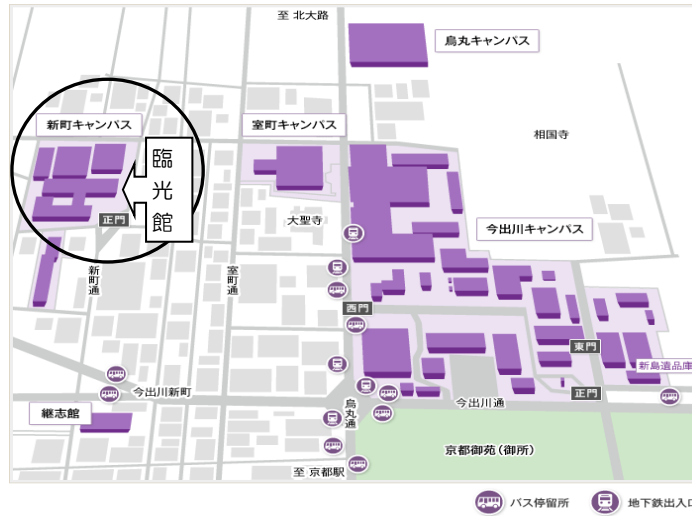 至 北大路
烏丸キャンパス
新町キャンパス
室町キャンパス
相国寺
臨光館
正門
大聖寺
今出川キャンパス
新町通
室町通
西門
東門
新島遺品庫
正門
今出川新町
烏丸通
今出川通
継志館
京都御苑(御所)
至 京都駅
バス停留所
地下鉄出入口